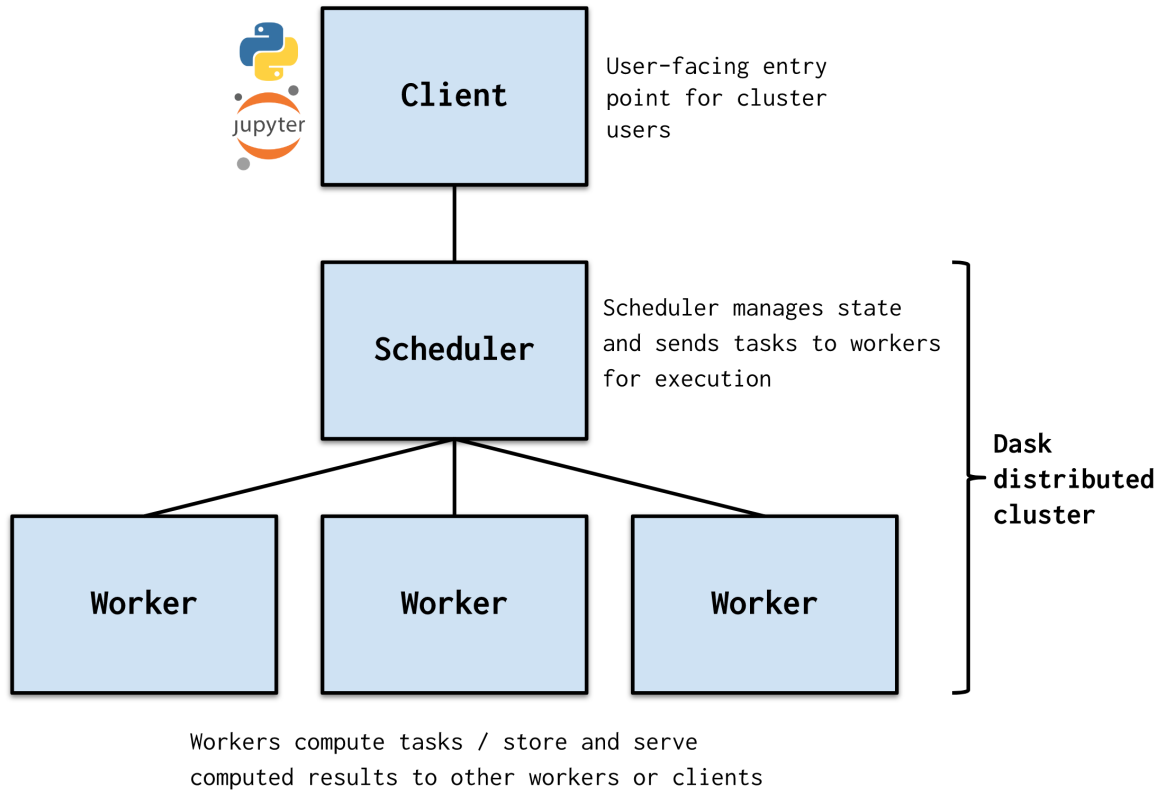 Client
jupyter
User-facing entry
point for cluster
users
Scheduler
Scheduler manages state
and sends tasks to workers
for execution
Dask
distributed
cluster
Worker
Worker
Worker
Workers compute tasks / store and serve
computed results to other workers or clients